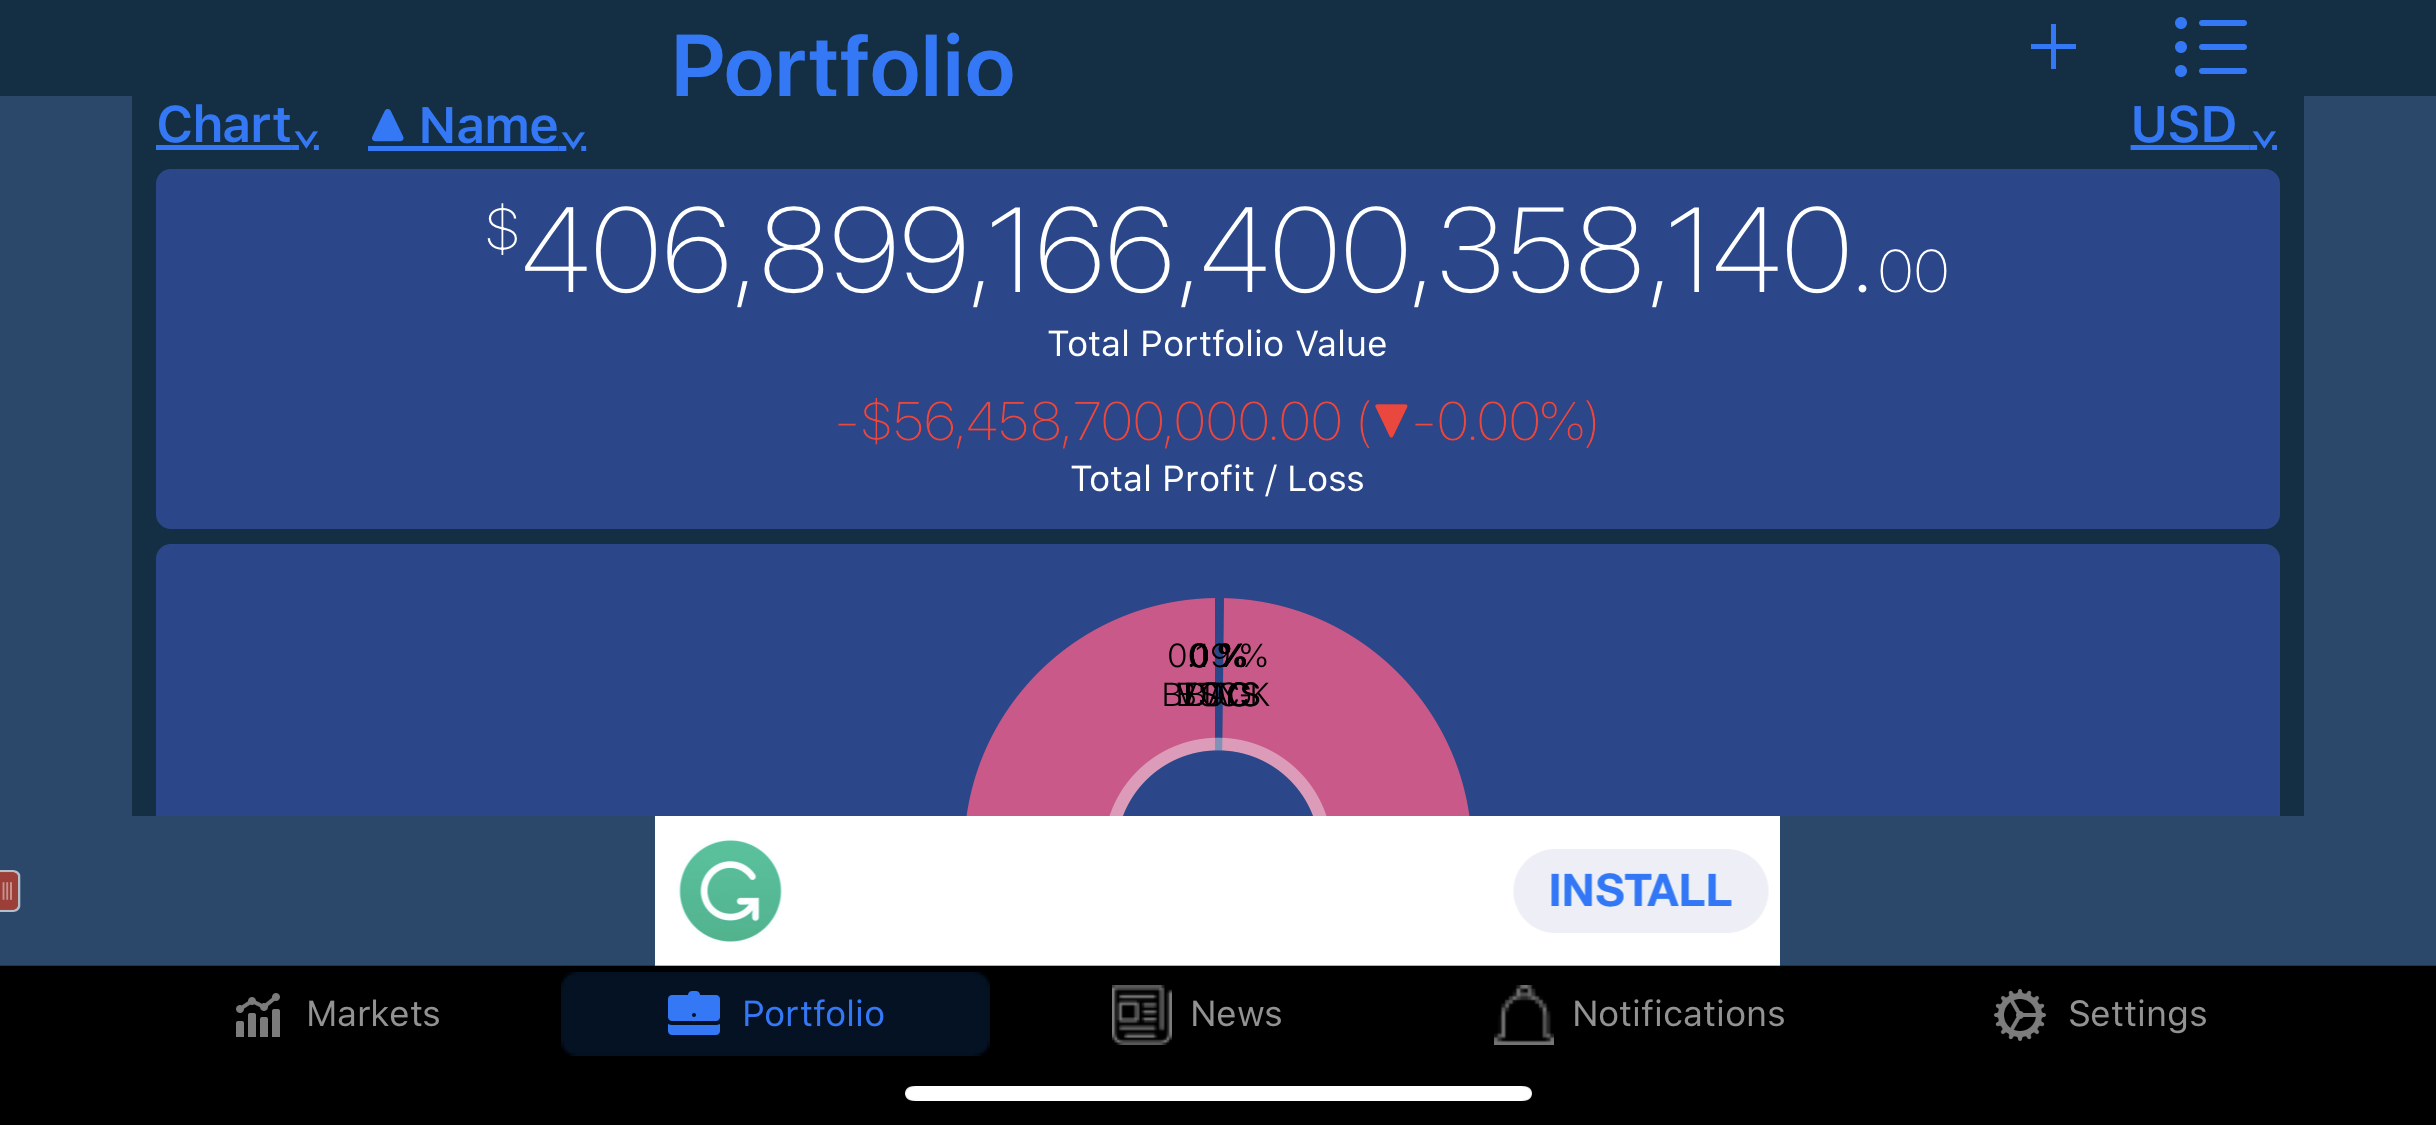 Portfolio
Chart
▲ Name
USD
$406,899,166,400,358,140.00
Total Portfolio Value
-$56,458,700,000.00 (▼-0.00%)
Total Profit / Loss
INSTALL
Markets
Portfolio
News
Notifications
Settings